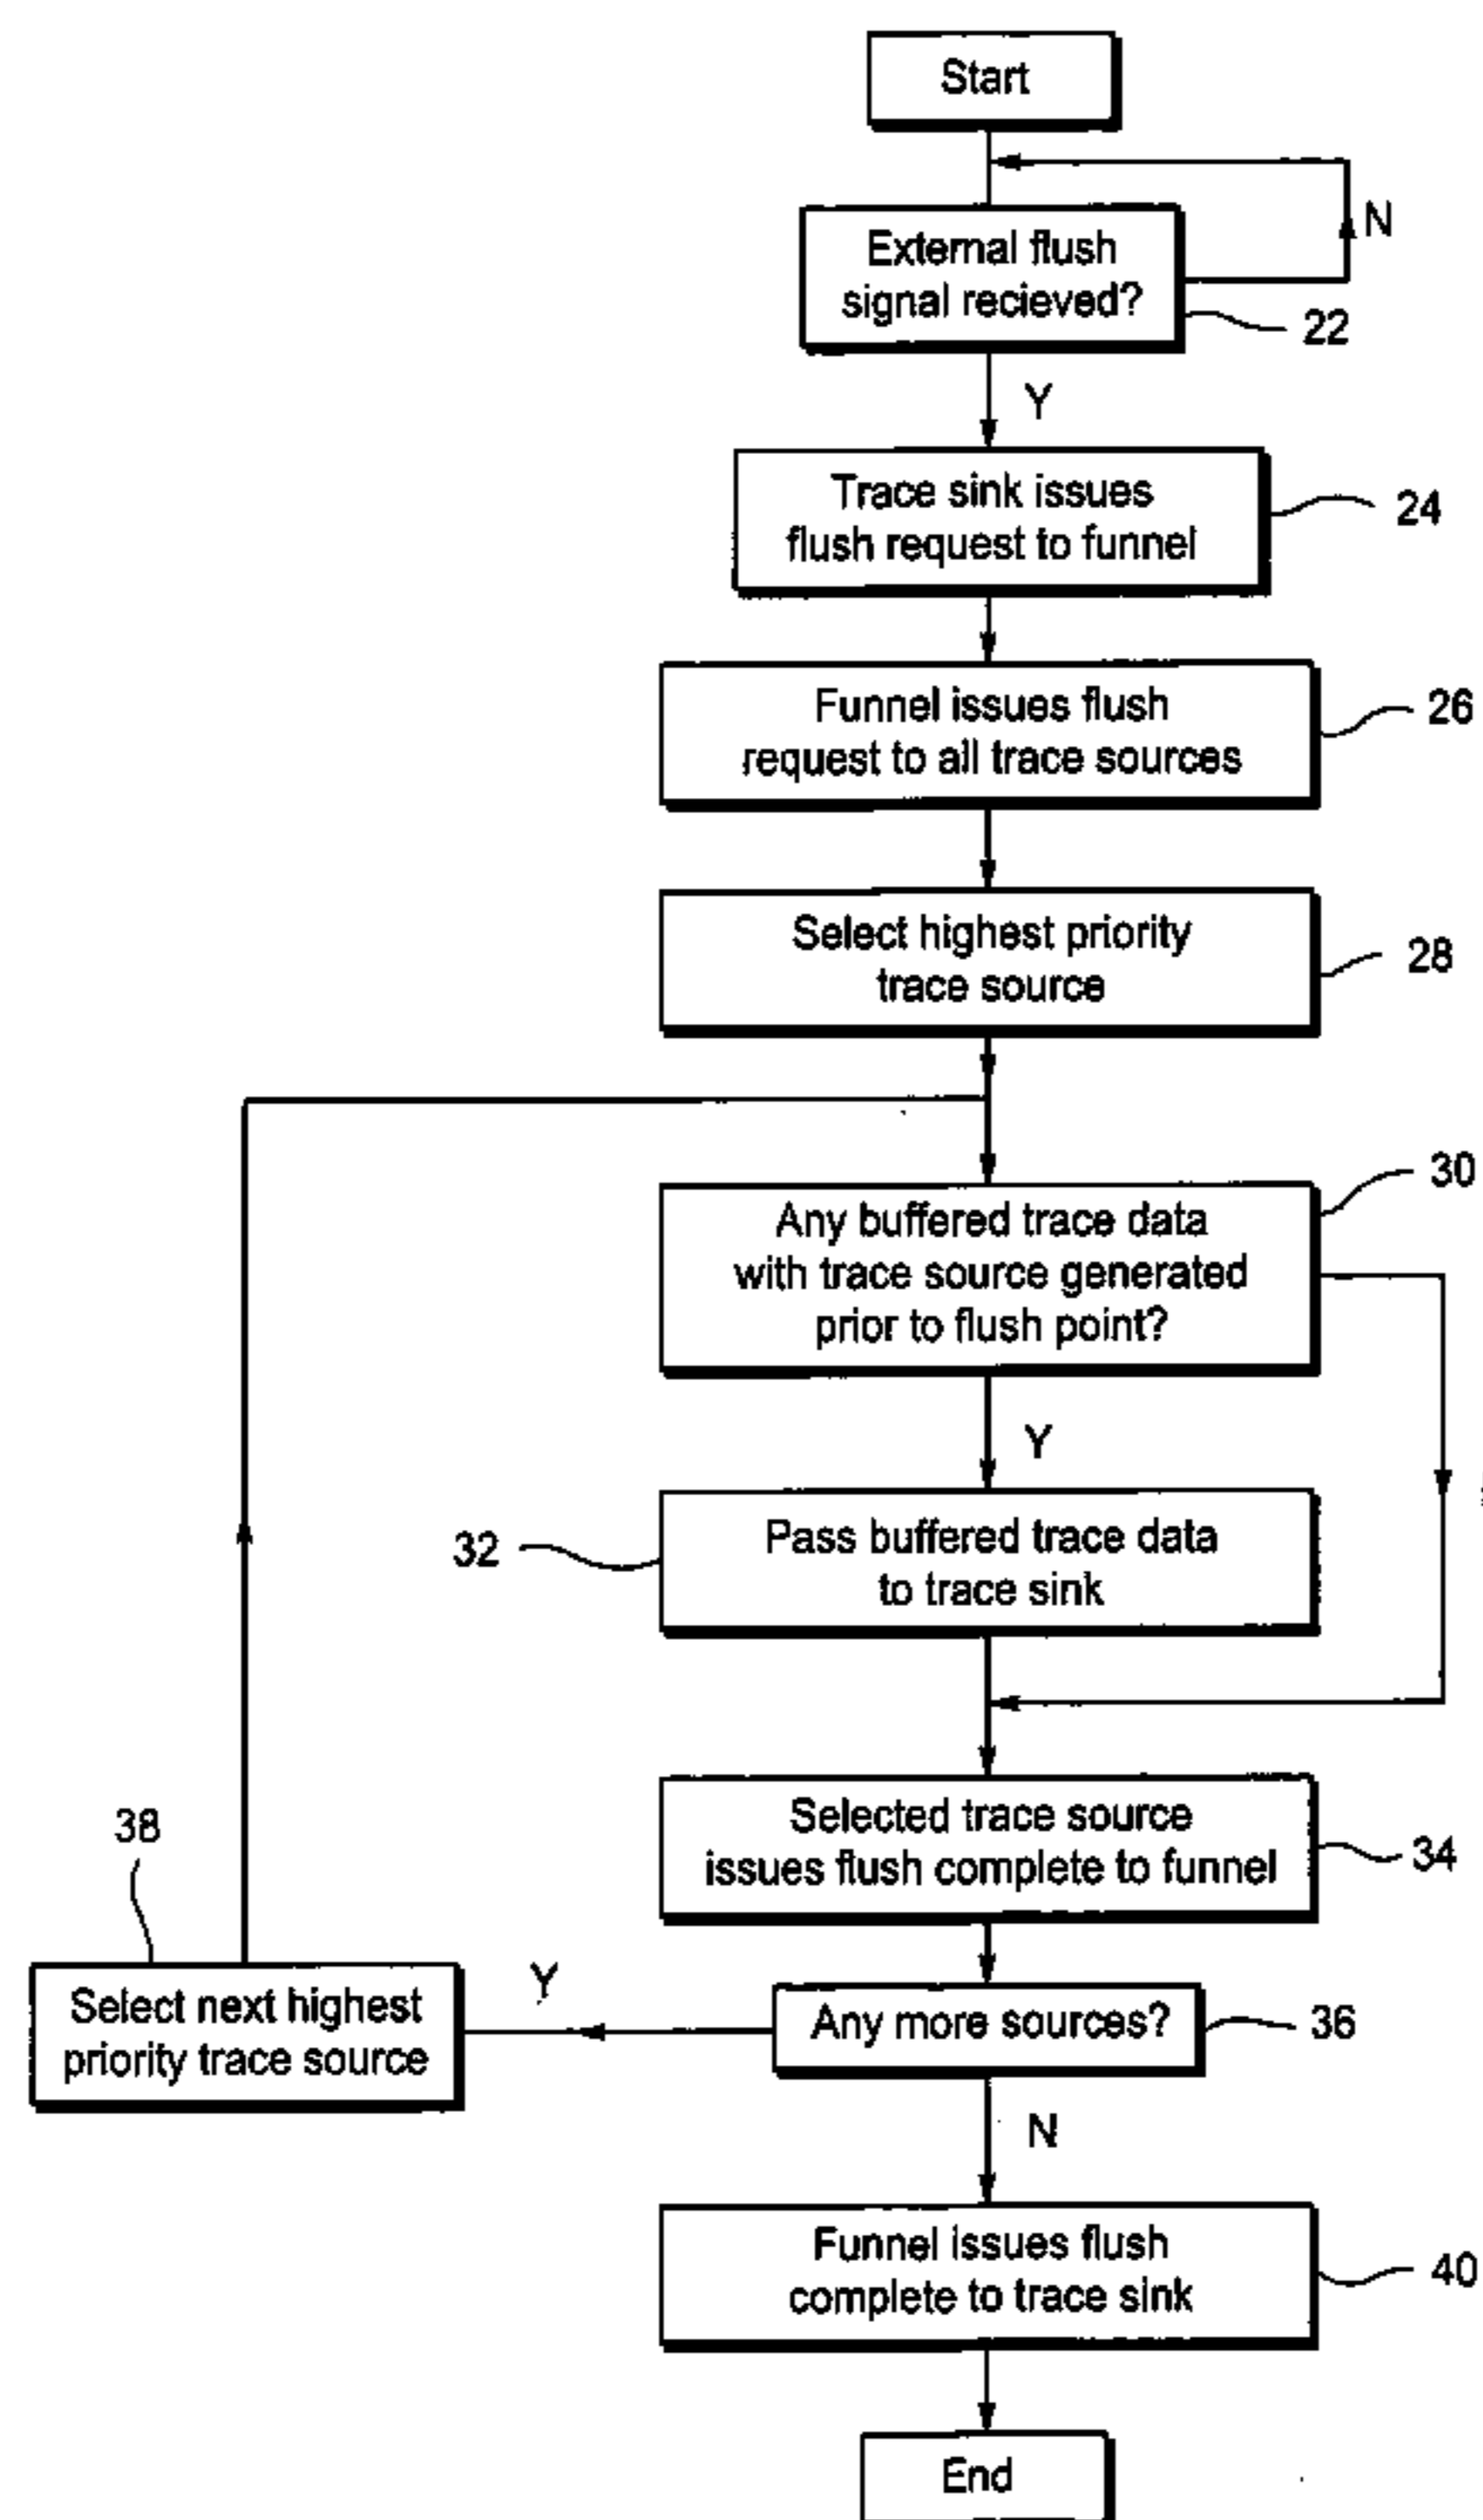 Start
N
External flush
signal recieved?
22
Y
Trace sink issues
flush request to funnel
24
Funnel issues flush
request to all trace sources
26
Select highest priority
trace source
28
Any buffered trace data
with trace source generated
prior to flush point?
30
Y
Pass buffered trace data
to trace sink
32
Selected trace source
issues flush complete to funnel
34
38
Select next highest
priority trace source
Y
Any more sources?
36
N
Funnel issues flush
complete to trace sink
40
End